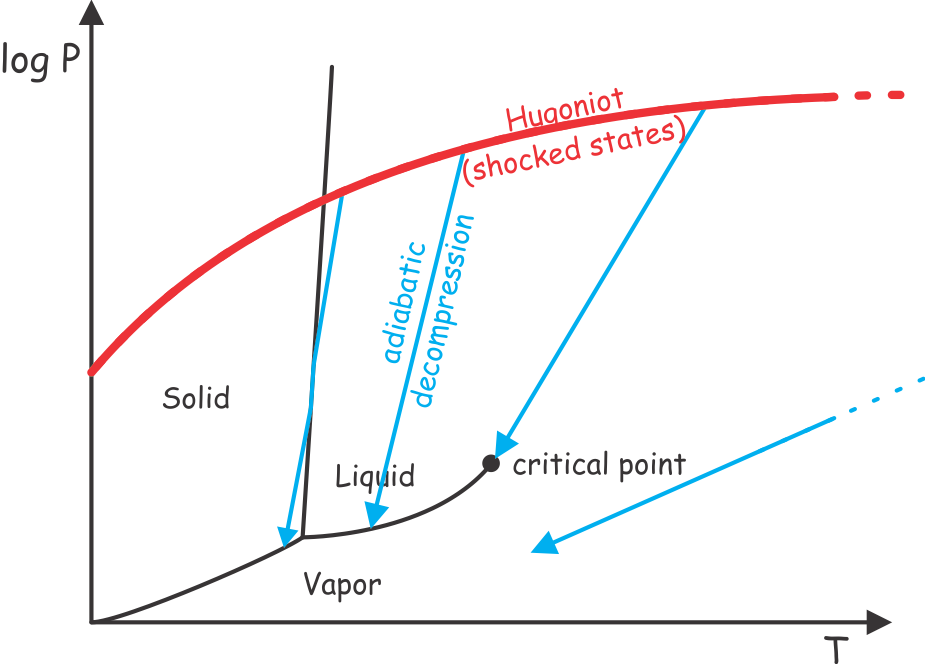 log P
Hugoniot
(shocked states)
adiabatic
decompression
Solid
Liquid
critical point
Vapor
T